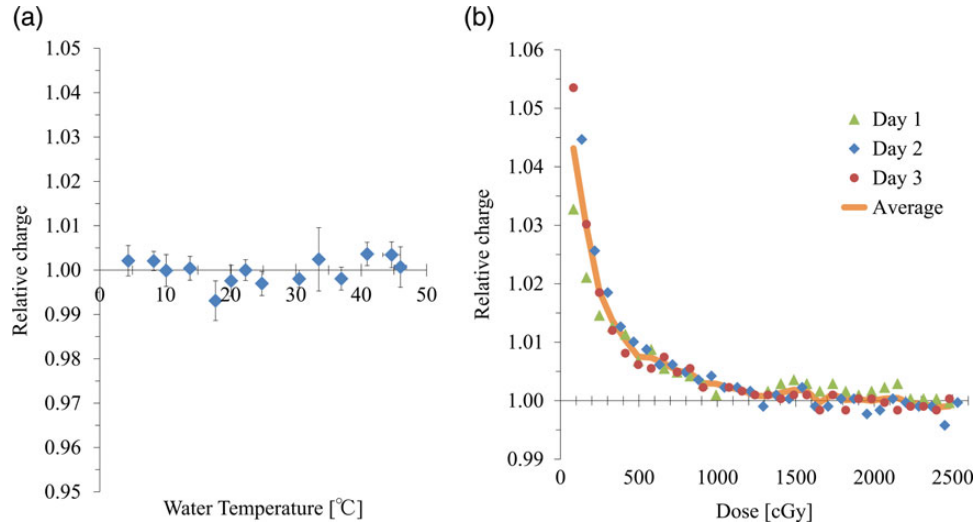 (a)
1.05
1.04
1.03
1.02
1.01
1.00
0.99
0.98
0.97
0.96
0.95
Relative charge
0 10 20 30 40 50
Water Temperature [℃]
(b)
1.06
1.05
1.04
1.03
1.02
1.01
1.00
0.99
Relative charge
Day 1
Day 2
Day 3
Average
0 500 1000 1500 2000 2500
Dose [cGy]